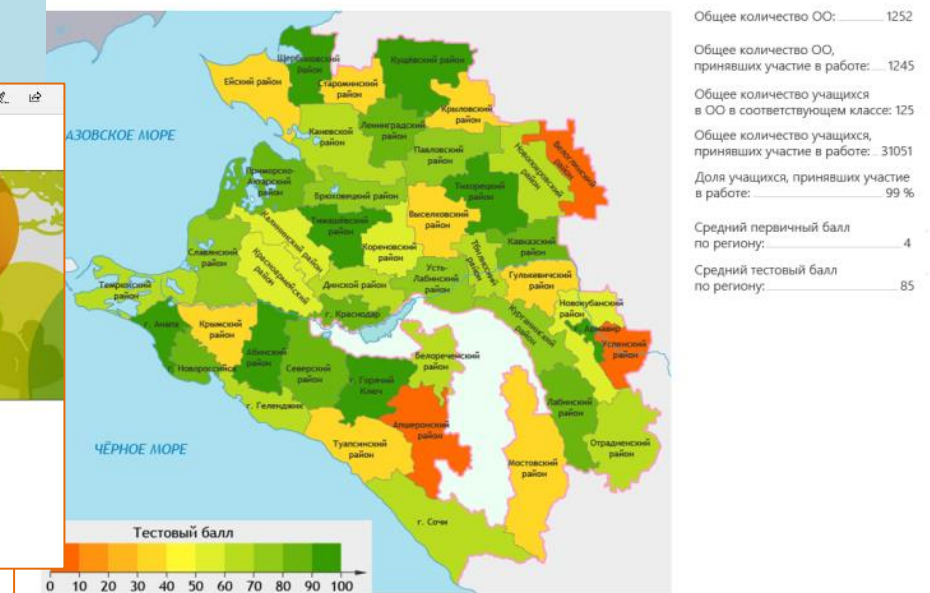 Общее количество ОО: 1252
Общее количество ОО,
принявших участие в работе: 1245
Общее количество учащихся
в ОО в соответствующем классе: 125
Общее количество учащихся,
принявших участие в работе: 31051
Доля учащихся, принявших участие
в работе: 99 %
Средний первичный балл
по региону: 4
Средний тестовый балл
по региону: 85
АЗОВСКОЕ МОРЕ
ЧЁРНОЕ МОРЕ
Щербиновский
район
Кущевский район
Ейский район
Староминский
район
Крыловский
район
Каневской
район
Ленинградский
район
Павловский
район
Новопокровский
район
Белоглинский
район
Приморско-
Ахтарский
район
Брюховецкий район
Тихорецкий
район
Тимашевский
район
Выселковский
район
Калининский
район
Кореновский
район
Тбилисский
район
Кавказский
район
Славянский
район
Красноармейский
район
Динской район
Усть-
Лабинский
район
Гулькевичский
район
Темрюкский
район
г. Краснодар
Новокубанский
район
Курганинский
район
г. Армавир
Успенский
район
г. Анапа
Крымский
район
Абинский
район
Северский
район
Белореченский
район
Новороссийск
г. Горячий
Ключ
Лабинский
район
г. Геленджик
Апшеронский
район
Туапсинский
район
Мостовский
район
Отрадненский
район
г. Сочи
Тестовый балл
0 10 20 30 40 50 60 70 80 90 100